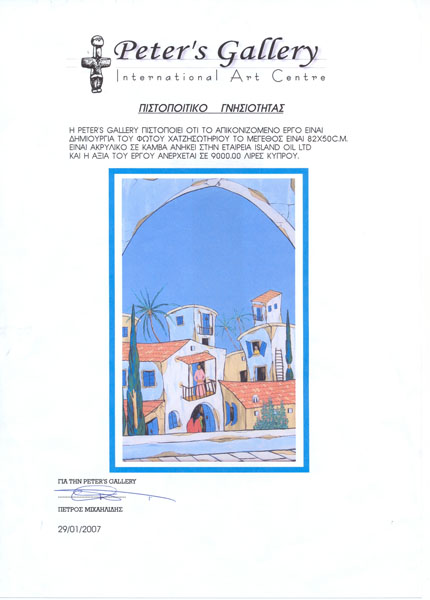 Peter's Gallery
International Art Centre
ΠΙΣΤΟΠΟΙΤΙΚΟ ΓΝΗΣΙΟΤΗΤΑΣ
Η PETER'S GALLERY ΠΙΣΤΟΠΟΙΕΙ ΟΤΙ ΤΟ ΑΠΙΚΟΝΙΖΟΜΕΝΟ ΕΡΓΟ ΕΙΝΑΙ
ΔΗΜΙΟΥΡΓΙΑ ΤΟΥ ΦΩΤΟΥ ΧΑΤΖΗΣΩΤΗΡΙΟΥ ΤΟ ΜΕΓΕΘΟΣ ΕΙΝΑΙ 82Χ50C.M.
ΕΙΝΑΙ ΑΚΡΥΛΙΚΟ ΣΕ ΚΑΜΒΑ ΑΝΗΚΕΙ ΣΤΗΝ ΕΤΑΙΡΕΙΑ ISLAND OIL LTD
ΚΑΙ Η ΑΞΙΑ ΤΟΥ ΕΡΓΟΥ ΑΝΕΡΧΕΤΑΙ ΣΕ 9000.00 ΛΙΡΕΣ ΚΥΠΡΟΥ.
ΓΙΑ ΤΗΝ PETER'S GALLERY
ΠΕΤΡΟΣ ΜΙΧΑΗΛΙΔΗΣ
29/01/2007